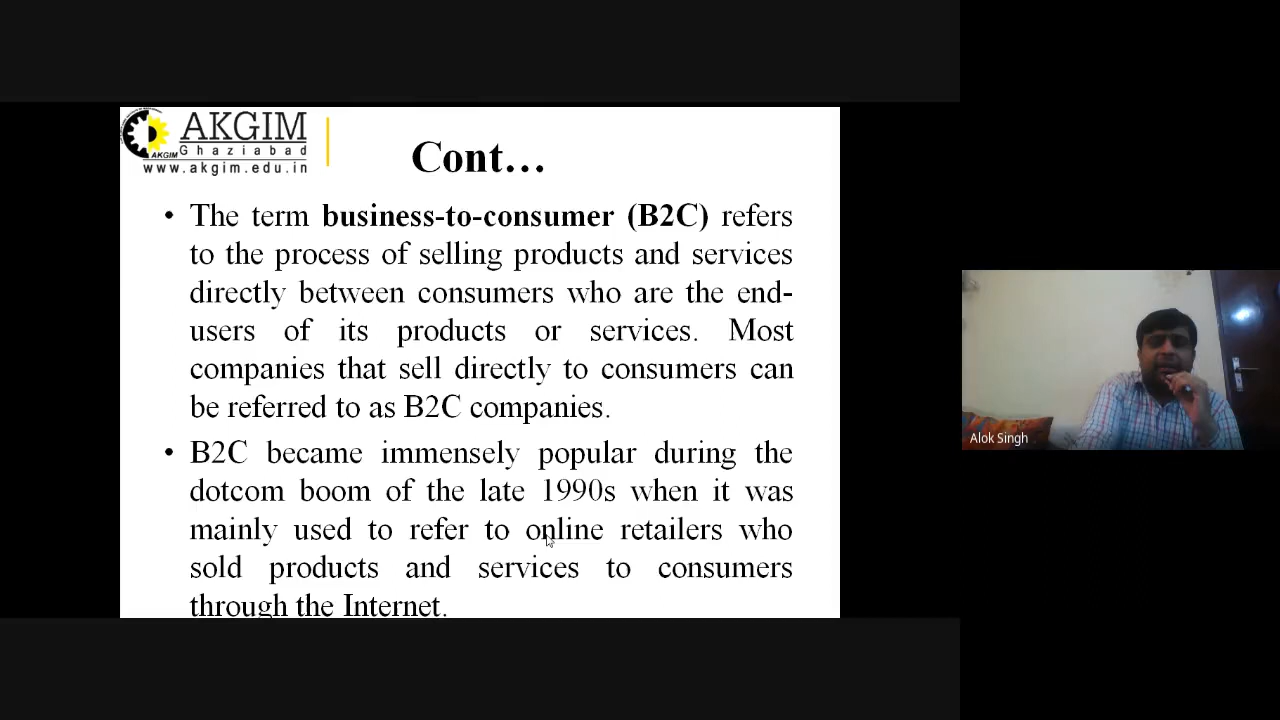 AKGIM
Ghaziabad
AKGIM
www.akgim.edu.in
Cont…
• The term business-to-consumer (B2C) refers
to the process of selling products and services
directly between consumers who are the end-
users of its products or services. Most
companies that sell directly to consumers can
be referred to as B2C companies.
• B2C became immensely popular during the
dotcom boom of the late 1990s when it was
mainly used to refer to online retailers who
sold products and services to consumers
through the Internet.
Alok Singh